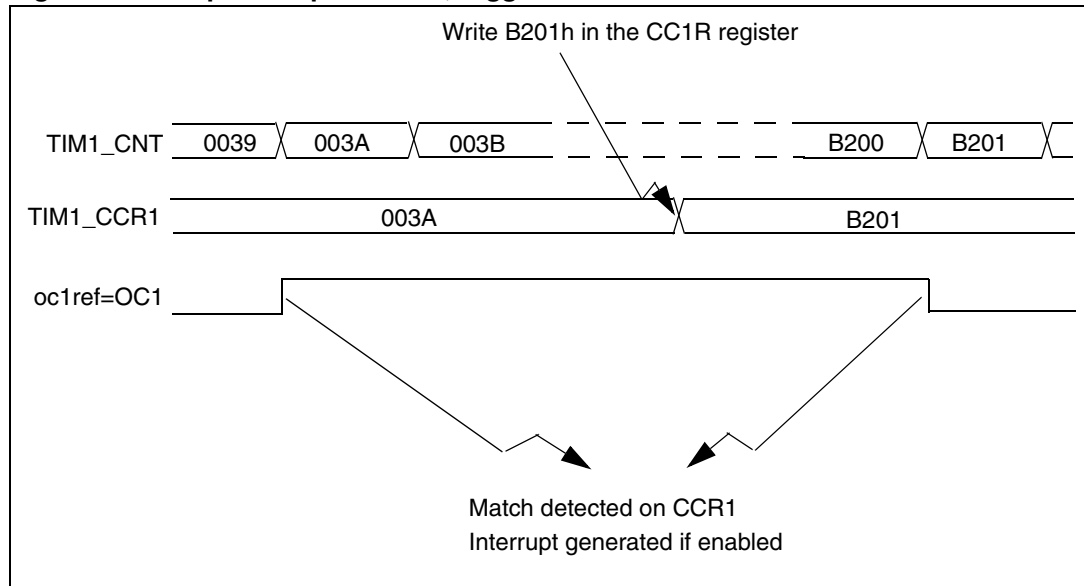 Write B201h in the CC1R register
TIM1_CNT 0039 003A 003B B200 B201
TIM1_CCR1 003A B201
oc1ref=OC1
Match detected on CCR1
Interrupt generated if enabled